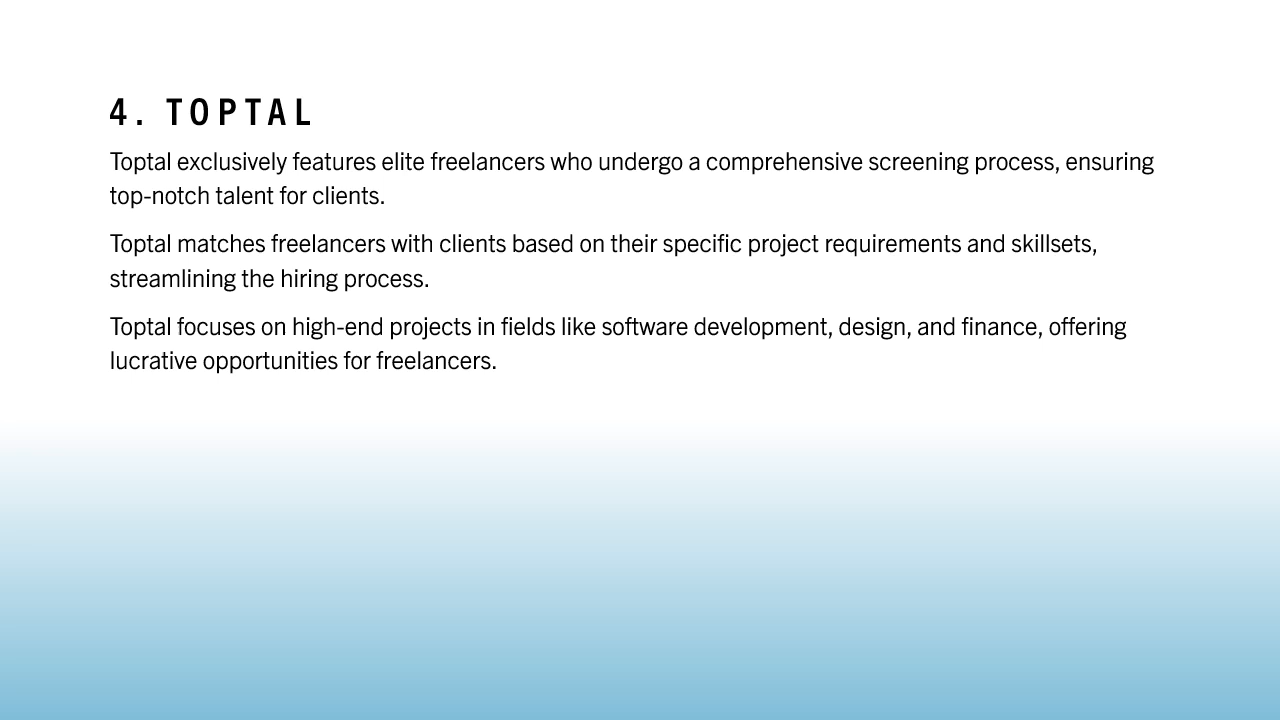 4. TOPTAL
Toptal exclusively features elite freelancers who undergo a comprehensive screening process, ensuring
top-notch talent for clients.
Toptal matches freelancers with clients based on their specific project requirements and skillsets,
streamlining the hiring process.
Toptal focuses on high-end projects in fields like software development, design, and finance, offering
lucrative opportunities for freelancers.